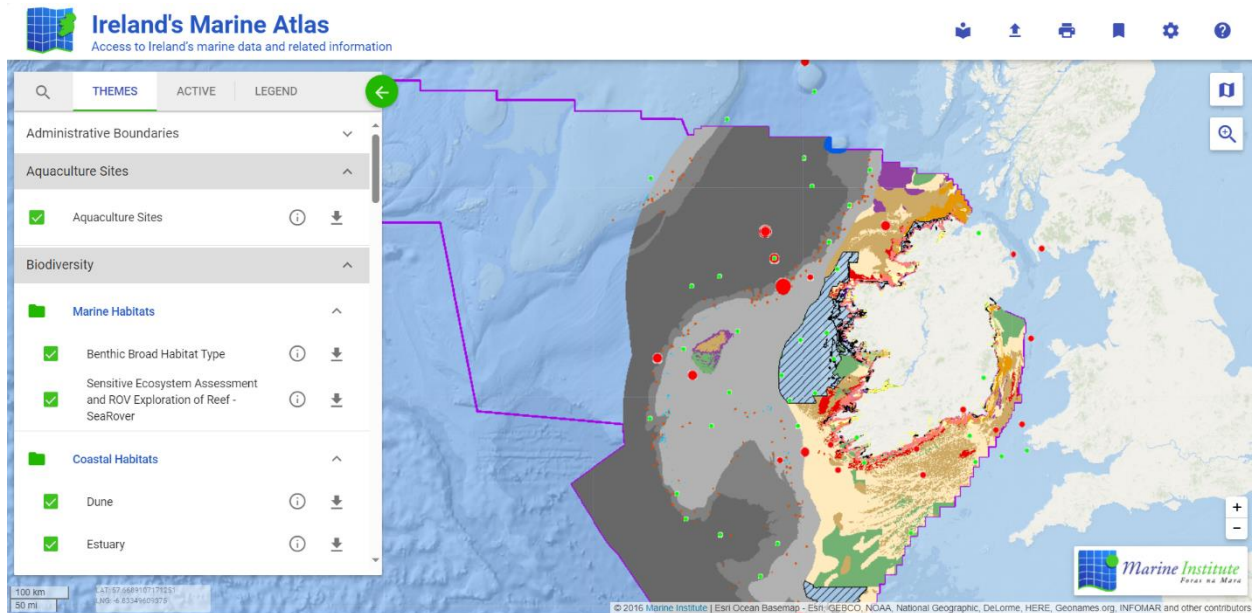 Ireland's Marine Atlas
Access to Ireland's marine data and related information
THEMES
ACTIVE
LEGEND
Administrative Boundaries
Aquaculture Sites
Aquaculture Sites
Biodiversity
Marine Habitats
Benthic Broad Habitat Type
Sensitive Ecosystem Assessment
and ROV Exploration of Reef -
SeaRover
Coastal Habitats
Dune
Estuary
+
−
Marine Institute
Foras na Mara
100 km
50 mi
© 2016 Marine Institute | Esri Ocean Basemap - Esri, GEBCO, NOAA, National Geographic, DeLorme, HERE, Geonames.org, INFOMAR and other contributo